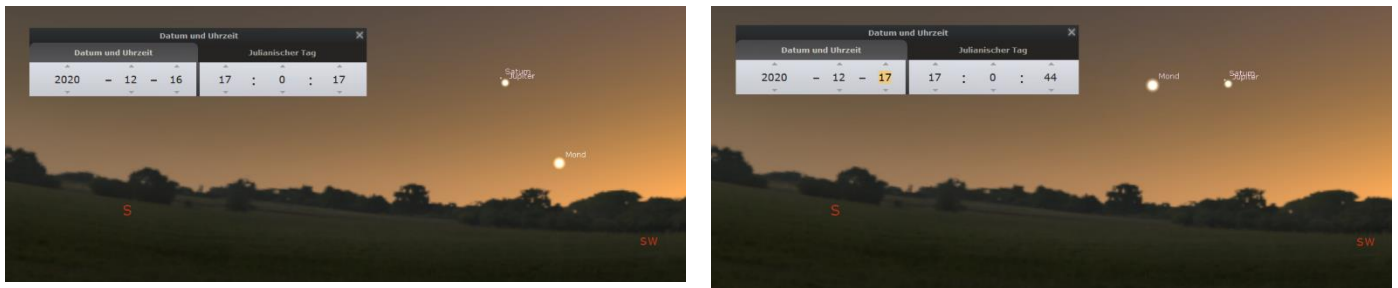 Datum und Uhrzeit ×
Datum und Uhrzeit Julianischer Tag
2020 – 12 – 16 17 : 0 : 17
Saturn
Jupiter
Mond
S
SW
Datum und Uhrzeit ×
Datum und Uhrzeit Julianischer Tag
2020 – 12 – 17 17 : 0 : 44
Saturn
Mond Jupiter
S
SW